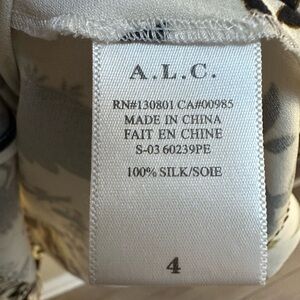 A.L.C.
RN#130801 CA#00985
MADE IN CHINA
FAIT EN CHINE
S-03 60239PE
100% SILK/SOIE
4